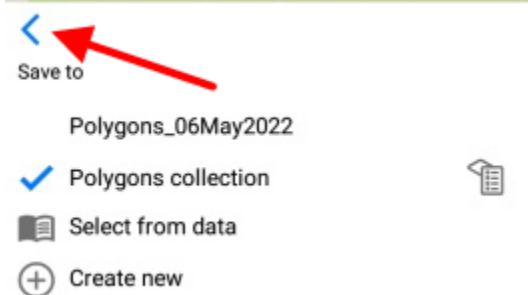 Save to
Polygons_06May2022
Polygons collection
Select from data
Create new